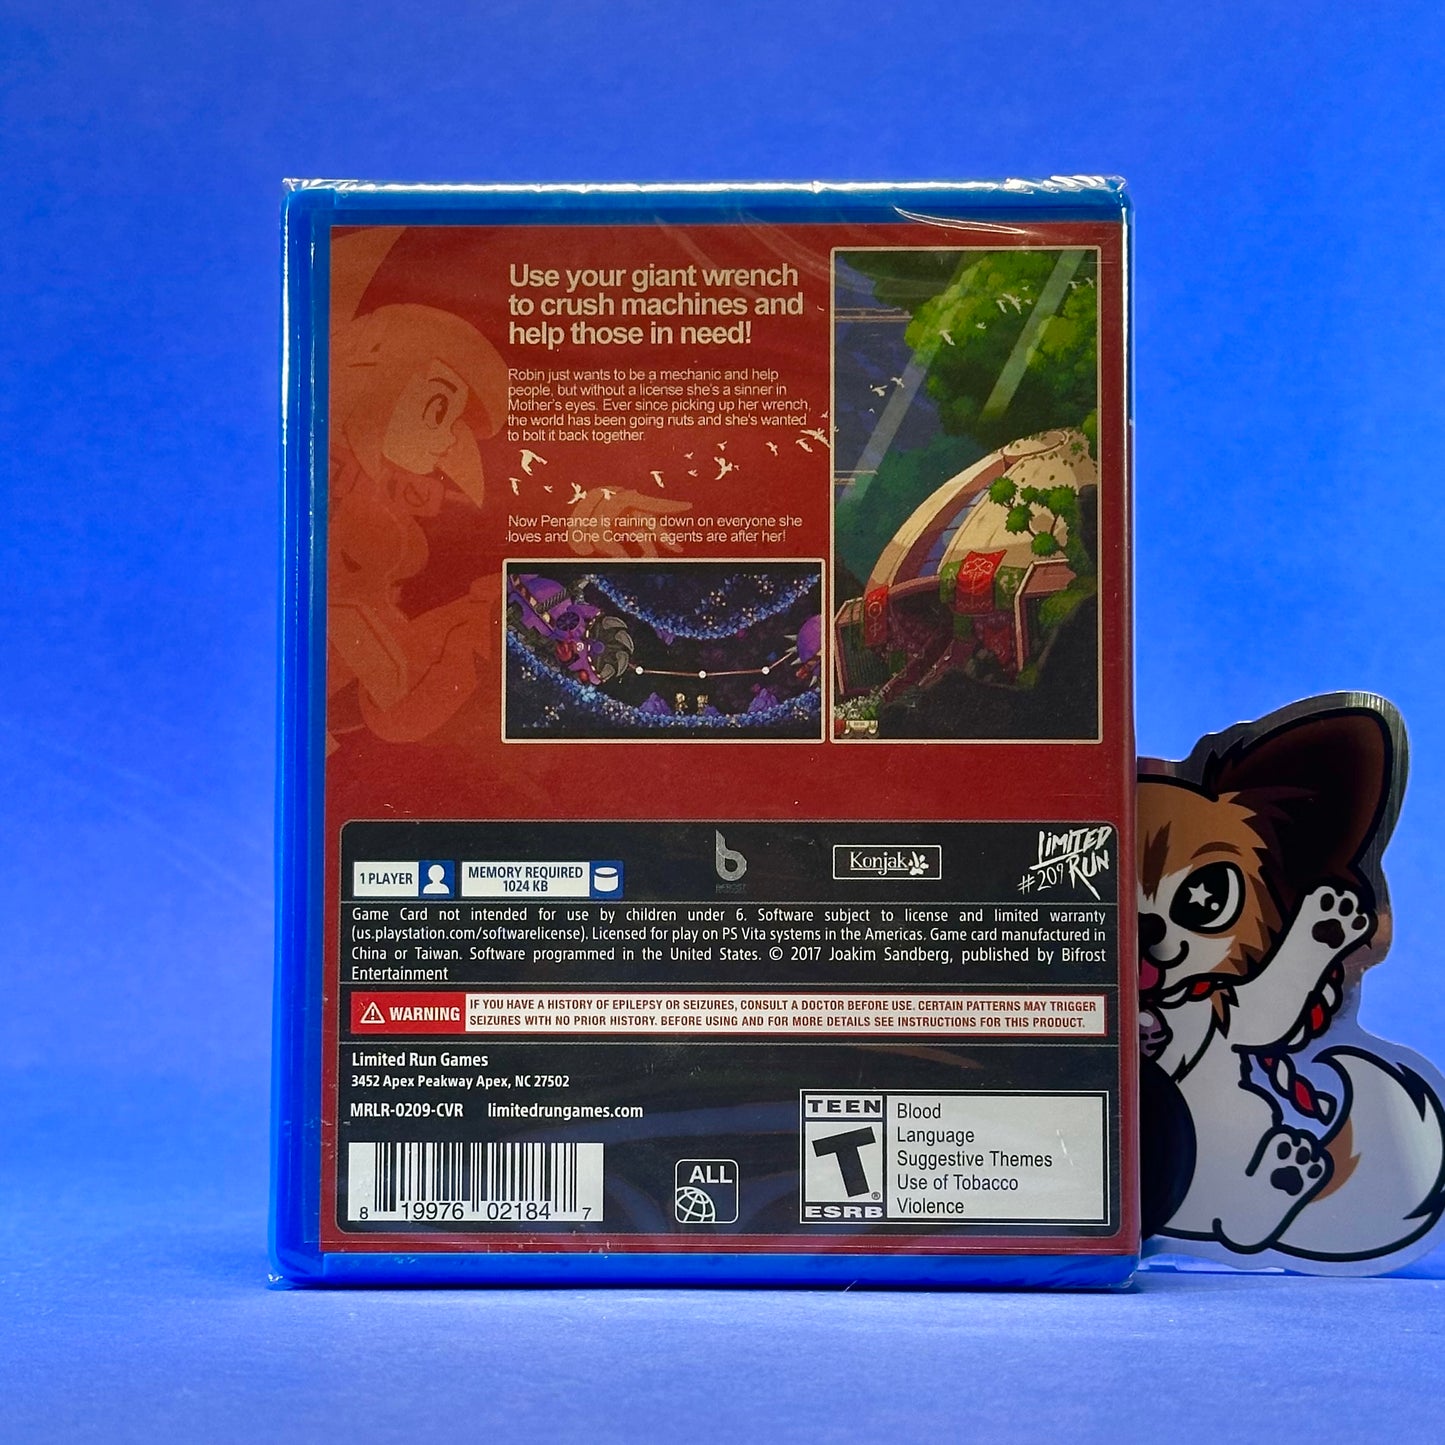 Use your giant wrench
to crush machines and
help those in need!
Robin just wants to be a mechanic and help
people, but without a license she's a sinner in
Mother's eyes. Ever since picking up her wrench,
the world has been going nuts and she's wanted
to bolt it back together.
Now Penance is raining down on everyone she
loves and One Concern agents are after her!
1 PLAYER
MEMORY REQUIRED
1024 KB
Konjak
LIMITED
RUN
#209
Game Card not intended for use by children under 6. Software subject to license and limited warranty
(us.playstation.com/softwarelicense). Licensed for play on PS Vita systems in the Americas. Game card manufactured in
China or Taiwan. Software programmed in the United States. © 2017 Joakim Sandberg, published by Bifrost
Entertainment
WARNING
IF YOU HAVE A HISTORY OF EPILEPSY OR SEIZURES, CONSULT A DOCTOR BEFORE USE. CERTAIN PATTERNS MAY TRIGGER
SEIZURES WITH NO PRIOR HISTORY. BEFORE USING AND FOR MORE DETAILS SEE INSTRUCTIONS FOR THIS PRODUCT.
Limited Run Games
3452 Apex Peakway Apex, NC 27502
MRLR-0209-CVR limitedrungames.com
8 19976 02184 7
ALL
TEEN
T
ESRB
Blood
Language
Suggestive Themes
Use of Tobacco
Violence